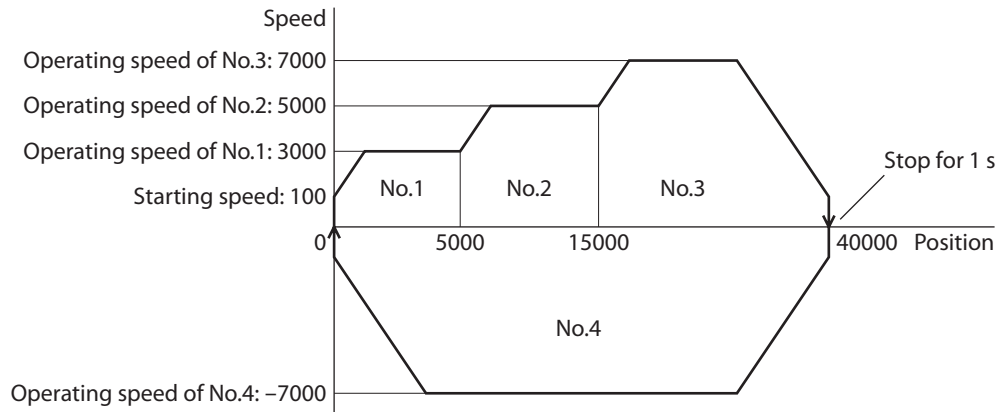 Speed
Operating speed of No.3: 7000
Operating speed of No.2: 5000
Operating speed of No.1: 3000
Stop for 1 s
No.1 No.2 No.3
Starting speed: 100
0 5000 15000 40000 Position
No.4
Operating speed of No.4: –7000